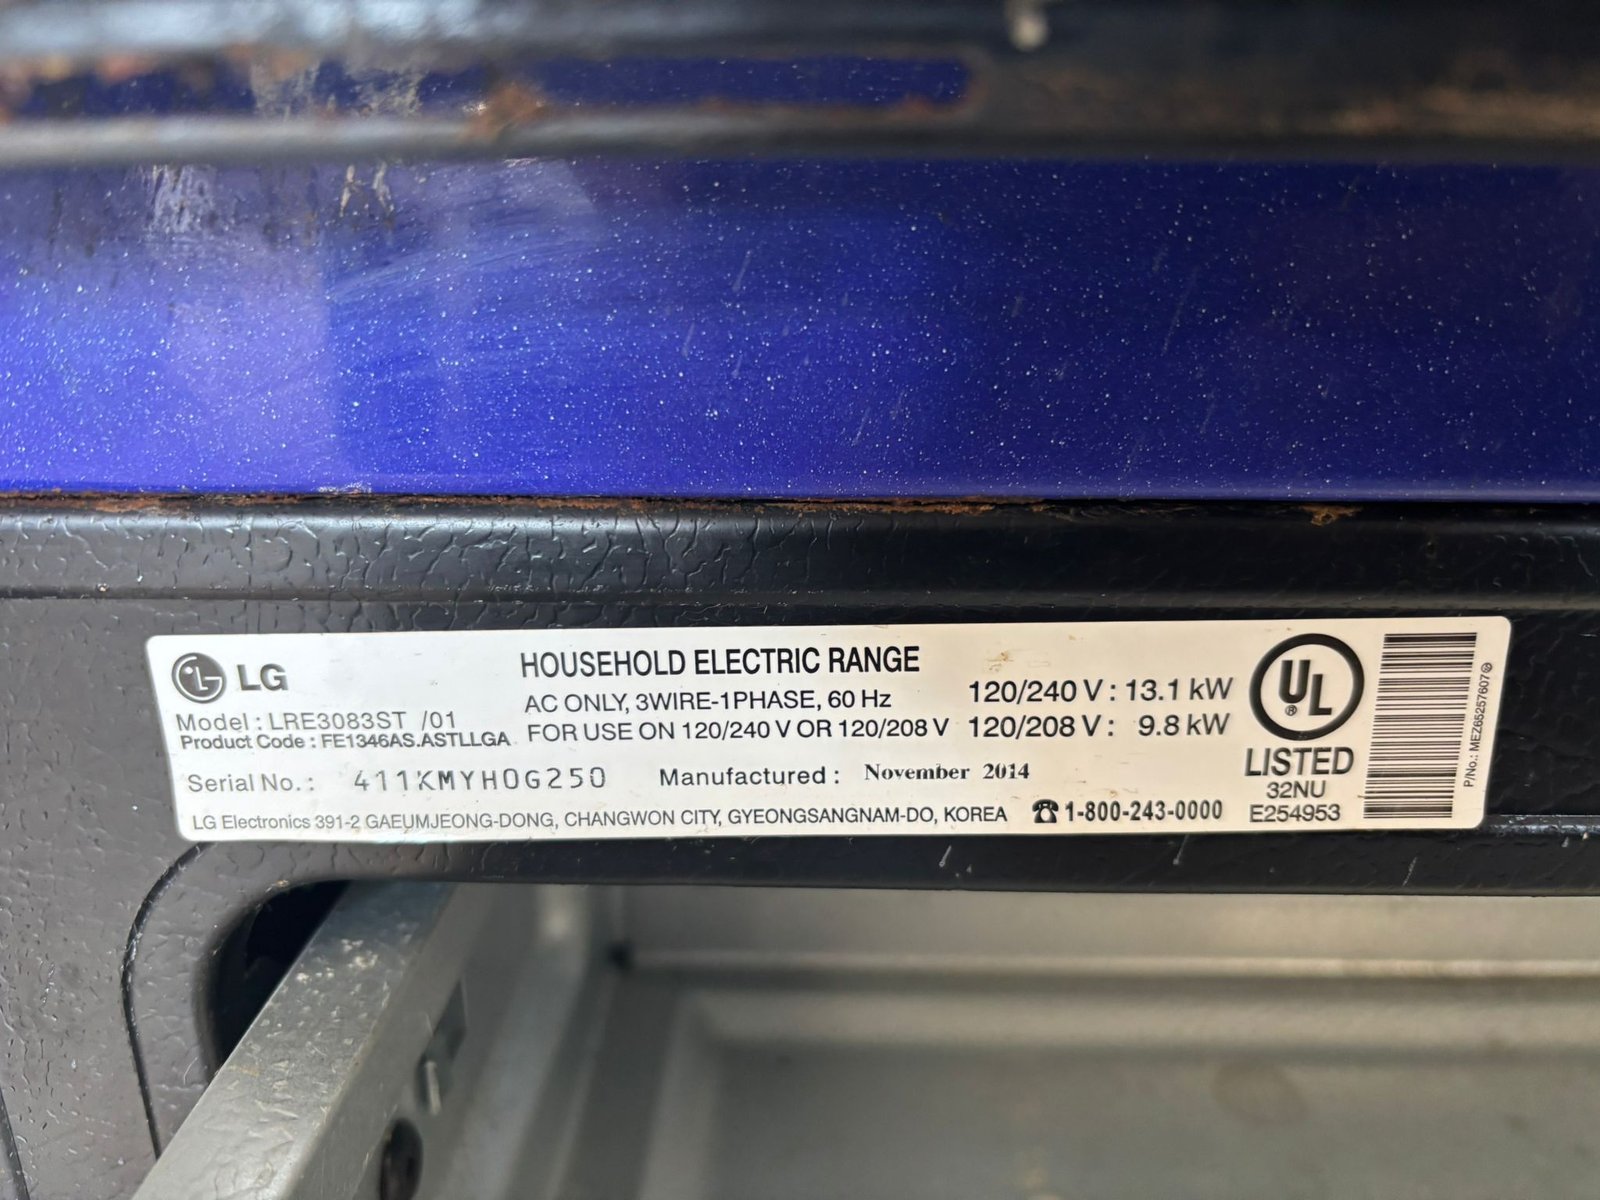 LG
HOUSEHOLD ELECTRIC RANGE
AC ONLY, 3WIRE-1PHASE, 60 Hz
120/240 V : 13.1 kW
Model : LRE3083ST /01
FOR USE ON 120/240 V OR 120/208 V
120/208 V : 9.8 kW
Product Code : FE1346AS.ASTLLGA
Serial No. : 411KMYH0G250
Manufactured : November 2014
LG Electronics 391-2 GAEUMJEONG-DONG, CHANGWON CITY, GYEONGSANGNAM-DO, KOREA
☎ 1-800-243-0000
UL ®
LISTED
32NU
E254953
P/No.: MEZ65257607